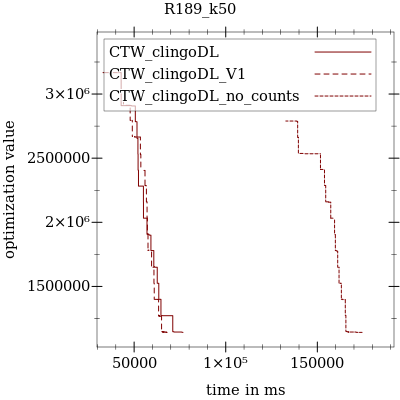 R189_k50
CTW_clingoDL
CTW_clingoDL_V1
CTW_clingoDL_no_counts
optimization value
3×10⁶
2500000
2×10⁶
1500000
50000 1×10⁵ 150000
time in ms